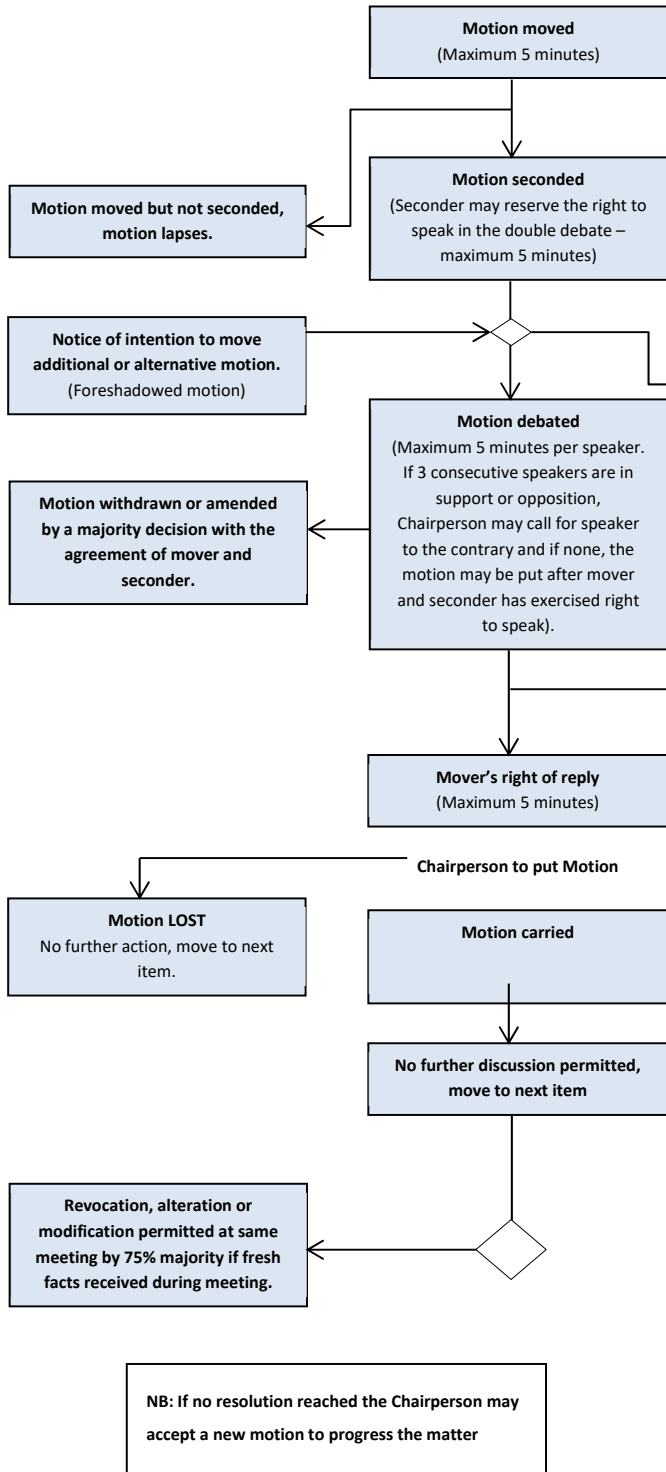 Motion moved
(Maximum 5 minutes)
Motion seconded
(Seconder may reserve the right to
speak in the double debate –
maximum 5 minutes)
Motion moved but not seconded,
motion lapses.
Notice of intention to move
additional or alternative motion.
(Foreshadowed motion)
Motion debated
(Maximum 5 minutes per speaker.
If 3 consecutive speakers are in
support or opposition,
Chairperson may call for speaker
to the contrary and if none, the
motion may be put after mover
and seconder has exercised right
to speak).
Motion withdrawn or amended
by a majority decision with the
agreement of mover and
seconder.
Mover's right of reply
(Maximum 5 minutes)
Chairperson to put Motion
Motion LOST
No further action, move to next
item.
Motion carried
No further discussion permitted,
move to next item
Revocation, alteration or
modification permitted at same
meeting by 75% majority if fresh
facts received during meeting.
NB: If no resolution reached the Chairperson may
accept a new motion to progress the matter